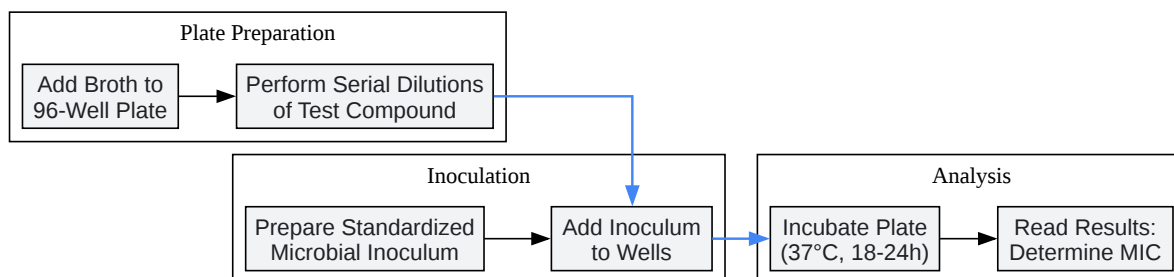 Plate Preparation
Add Broth to
96-Well Plate
Perform Serial Dilutions
of Test Compound
Inoculation
Prepare Standardized
Microbial Inoculum
Add Inoculum
to Wells
Analysis
Incubate Plate
(37°C, 18-24h)
Read Results:
Determine MIC